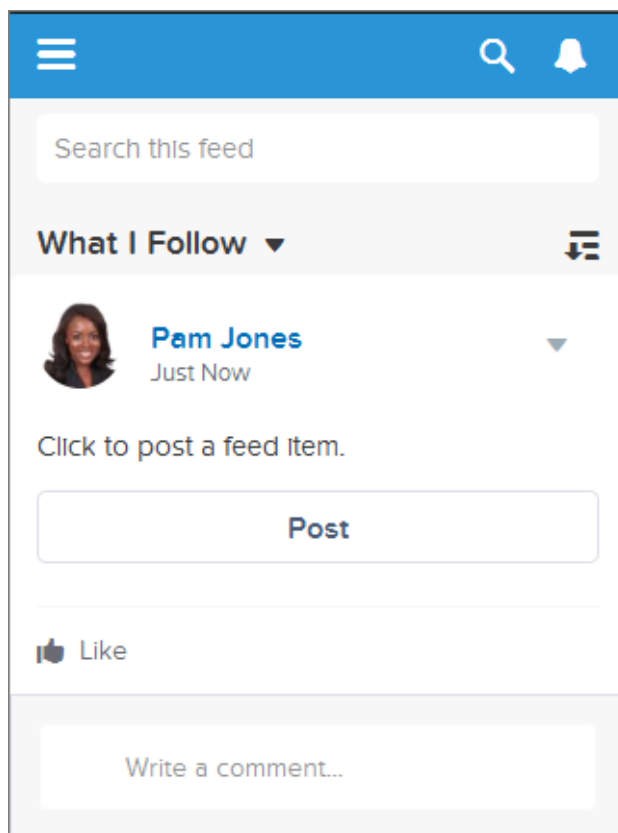 Search this feed
What I Follow
Pam Jones
Just Now
Click to post a feed item.
Post
Like
Write a comment...